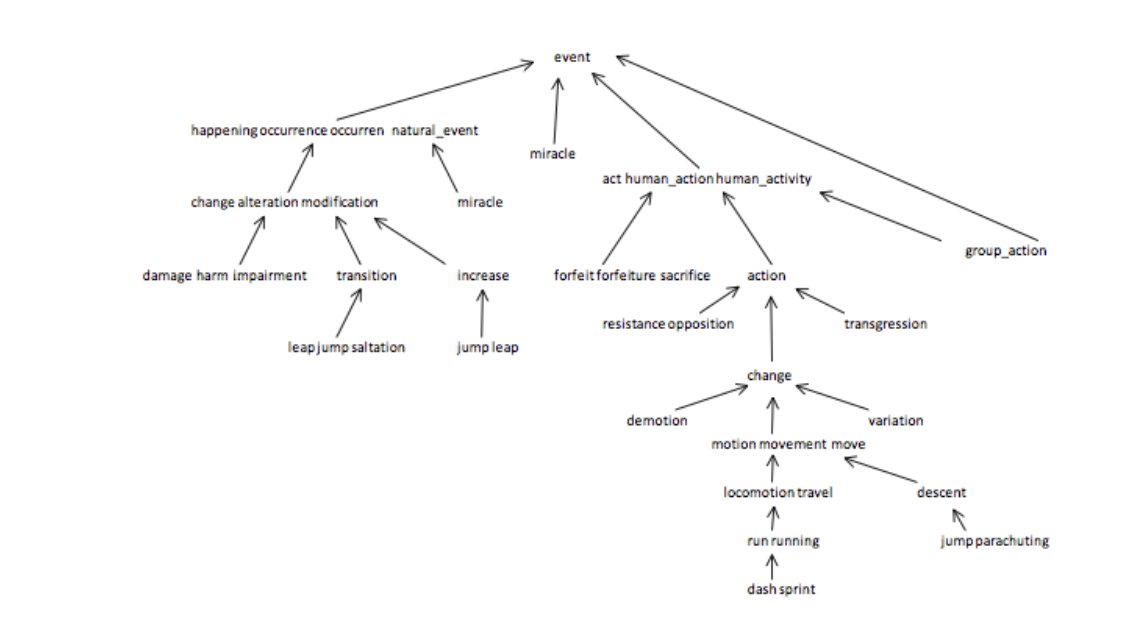 event
happening occurrence occurren natural_event
miracle
act human_action human_activity
change alteration modification
miracle
group_action
damage harm impairment
transition
increase
forfeit forfeiture sacrifice
action
resistance opposition
transgression
leap jump saltation
jump leap
change
demotion
variation
motion movement move
locomotion travel
descent
run running
jump parachuting
dash sprint